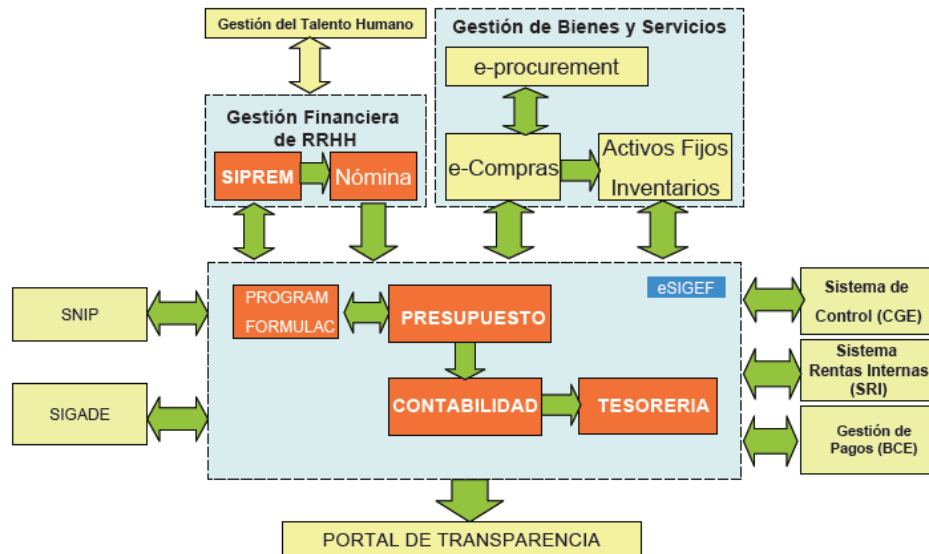 Gestión del Talento Humano
Gestión de Bienes y Servicios
e-procurement
Gestión Financiera
de RRHH
SIPREM
Nómina
e-Compras
Activos Fijos
Inventarios
eSIGEF
PROGRAM
FORMULAC
PRESUPUESTO
CONTABILIDAD
TESORERIA
SNIP
SIGADE
Sistema de
Control (CGE)
Sistema
Rentas Internas
(SRI)
Gestión de
Pagos (BCE)
PORTAL DE TRANSPARENCIA